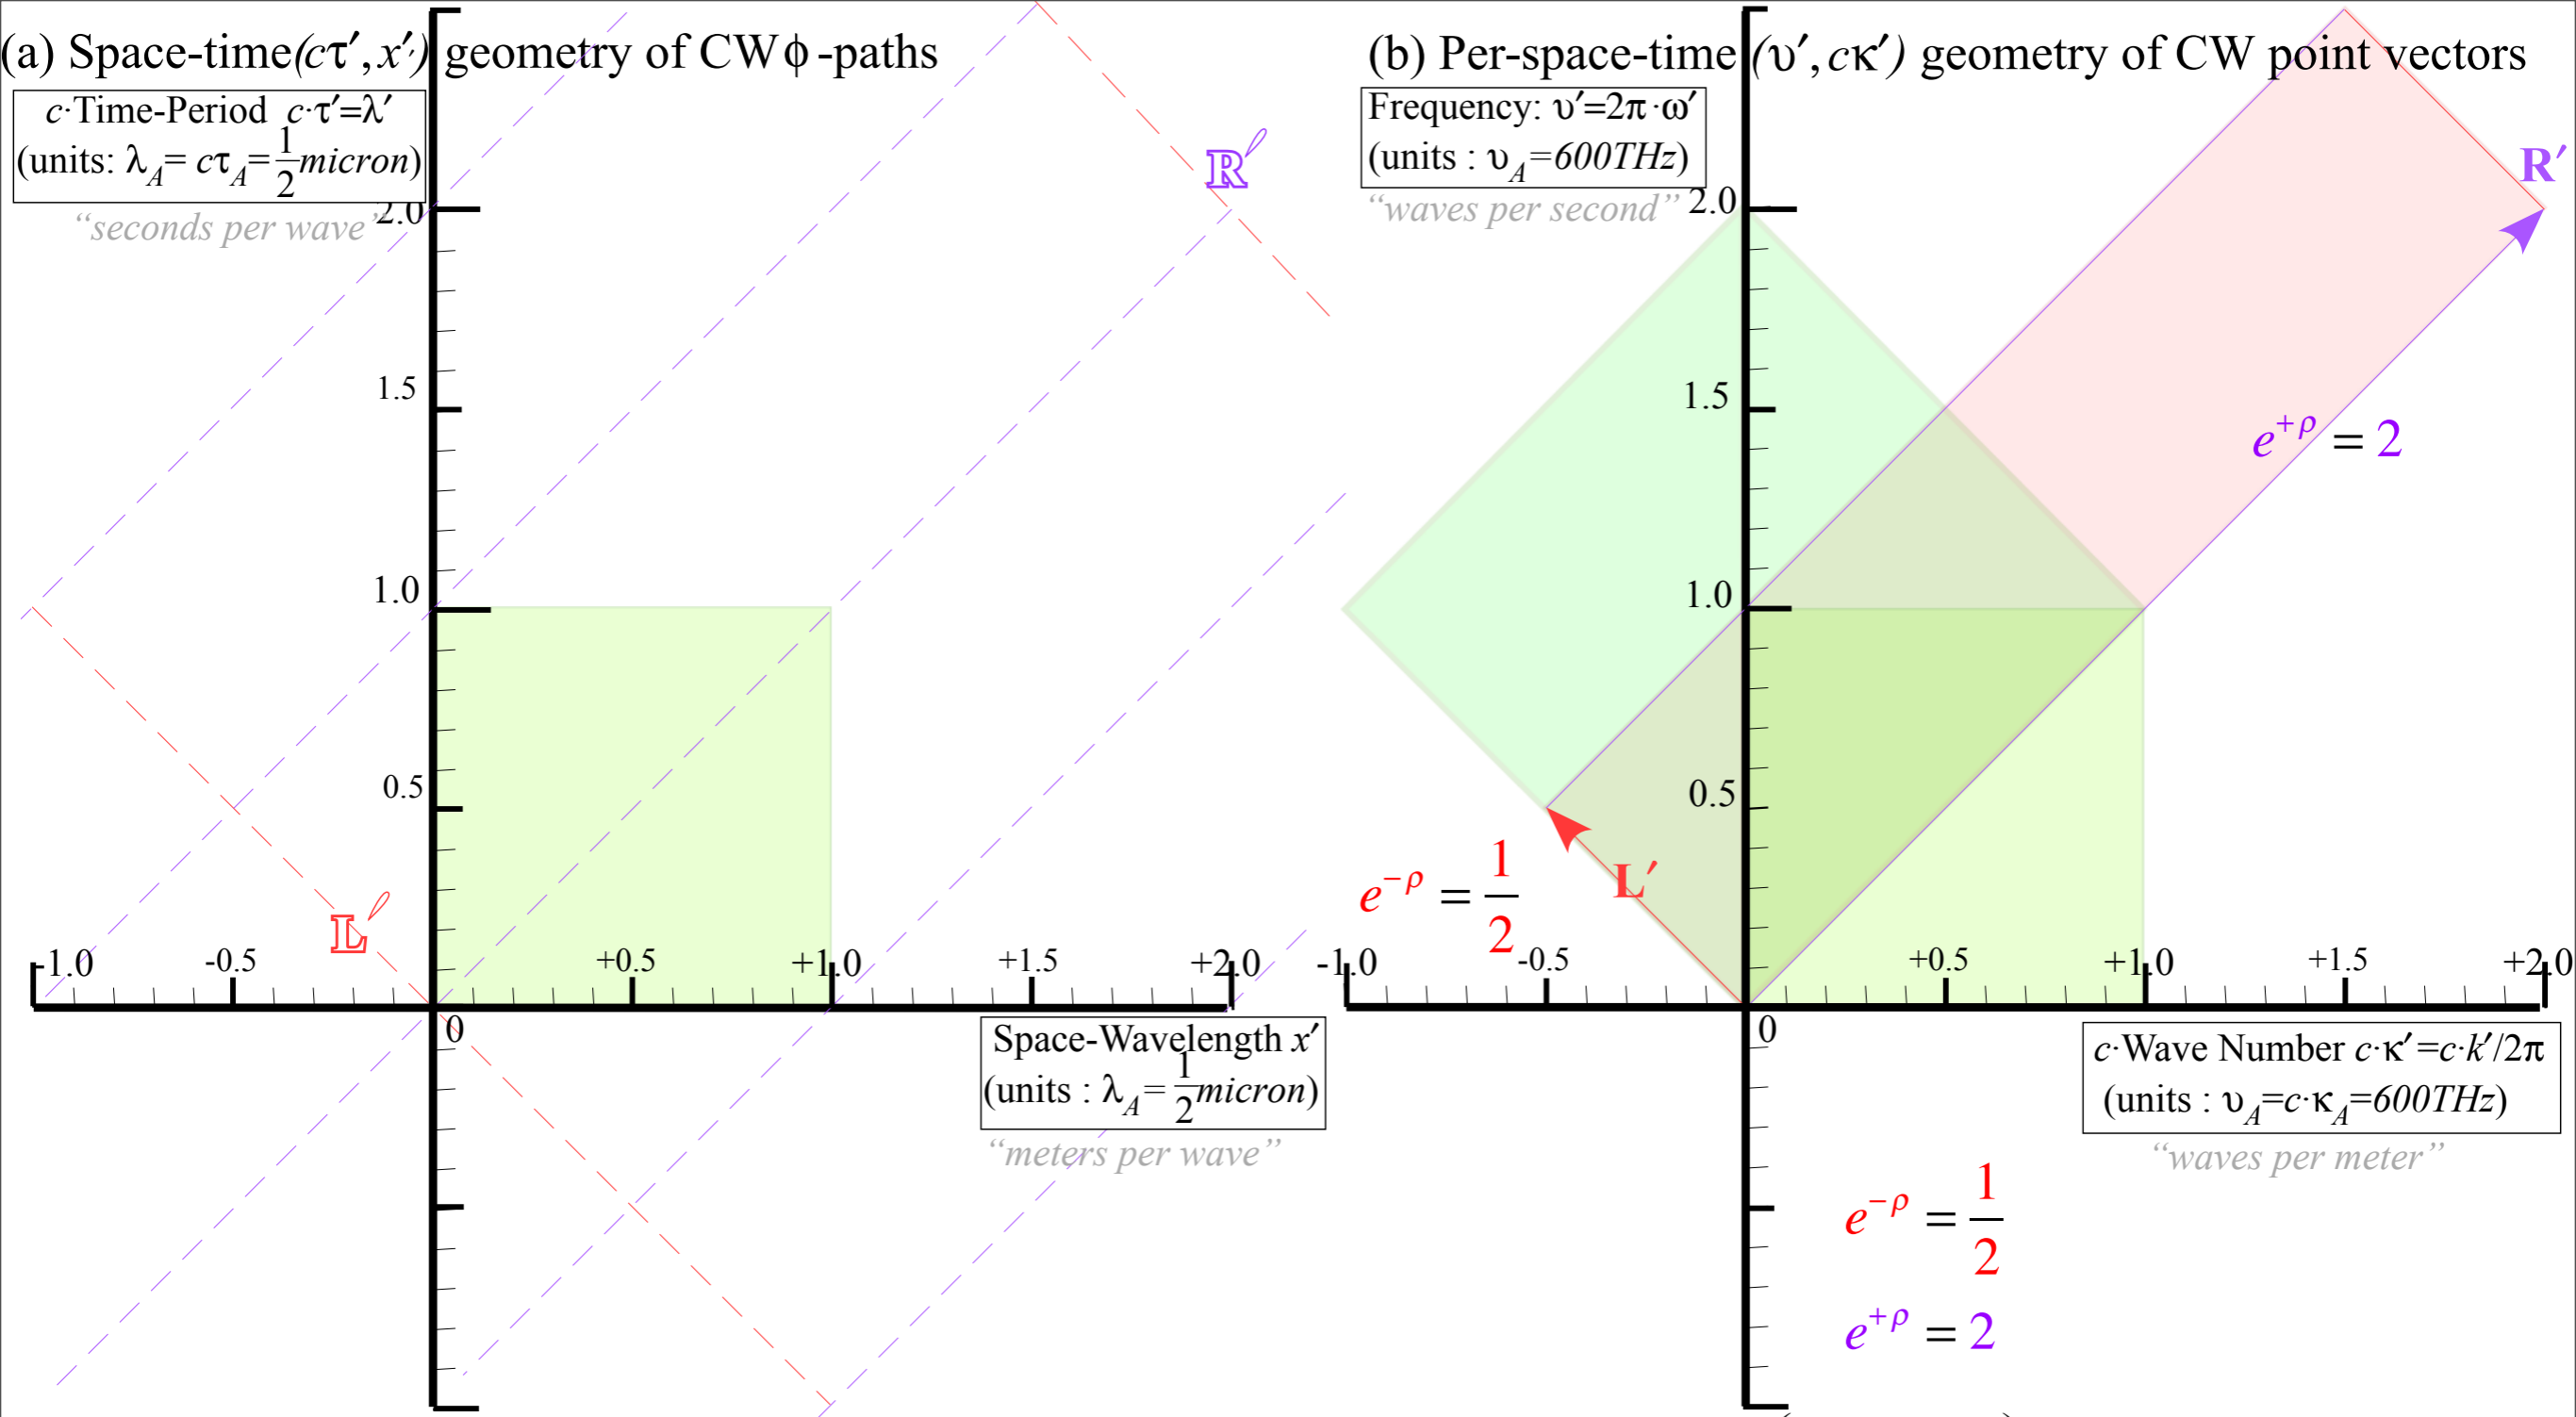 (a) Space-time(cτ′,x′) geometry of CW ϕ-paths
c·Time-Period c·τ′=λ′
(units: λ_A= cτ_A=1/2 micron)
“seconds per wave”
2.0
1.5
1.0
0.5
ℝ′
𝕃′
-1.0 -0.5 +0.5 +1.0 +1.5 +2.0
0
Space-Wavelength x′
(units : λ_A= 1/2 micron)
“meters per wave”
(b) Per-space-time (υ′,cκ′) geometry of CW point vectors
Frequency: υ′=2π·ω′
(units : υ_A=600THz)
“waves per second”
2.0
1.5
1.0
0.5
R′
e^{+ρ} = 2
e^{−ρ} = 1/2
L′
-1.0 -0.5 +0.5 +1.0 +1.5 +2.0
0
c·Wave Number c·κ′=c·k′/2π
(units : υ_A=c·κ_A=600THz)
“waves per meter”
e^{−ρ} = 1/2
e^{+ρ} = 2